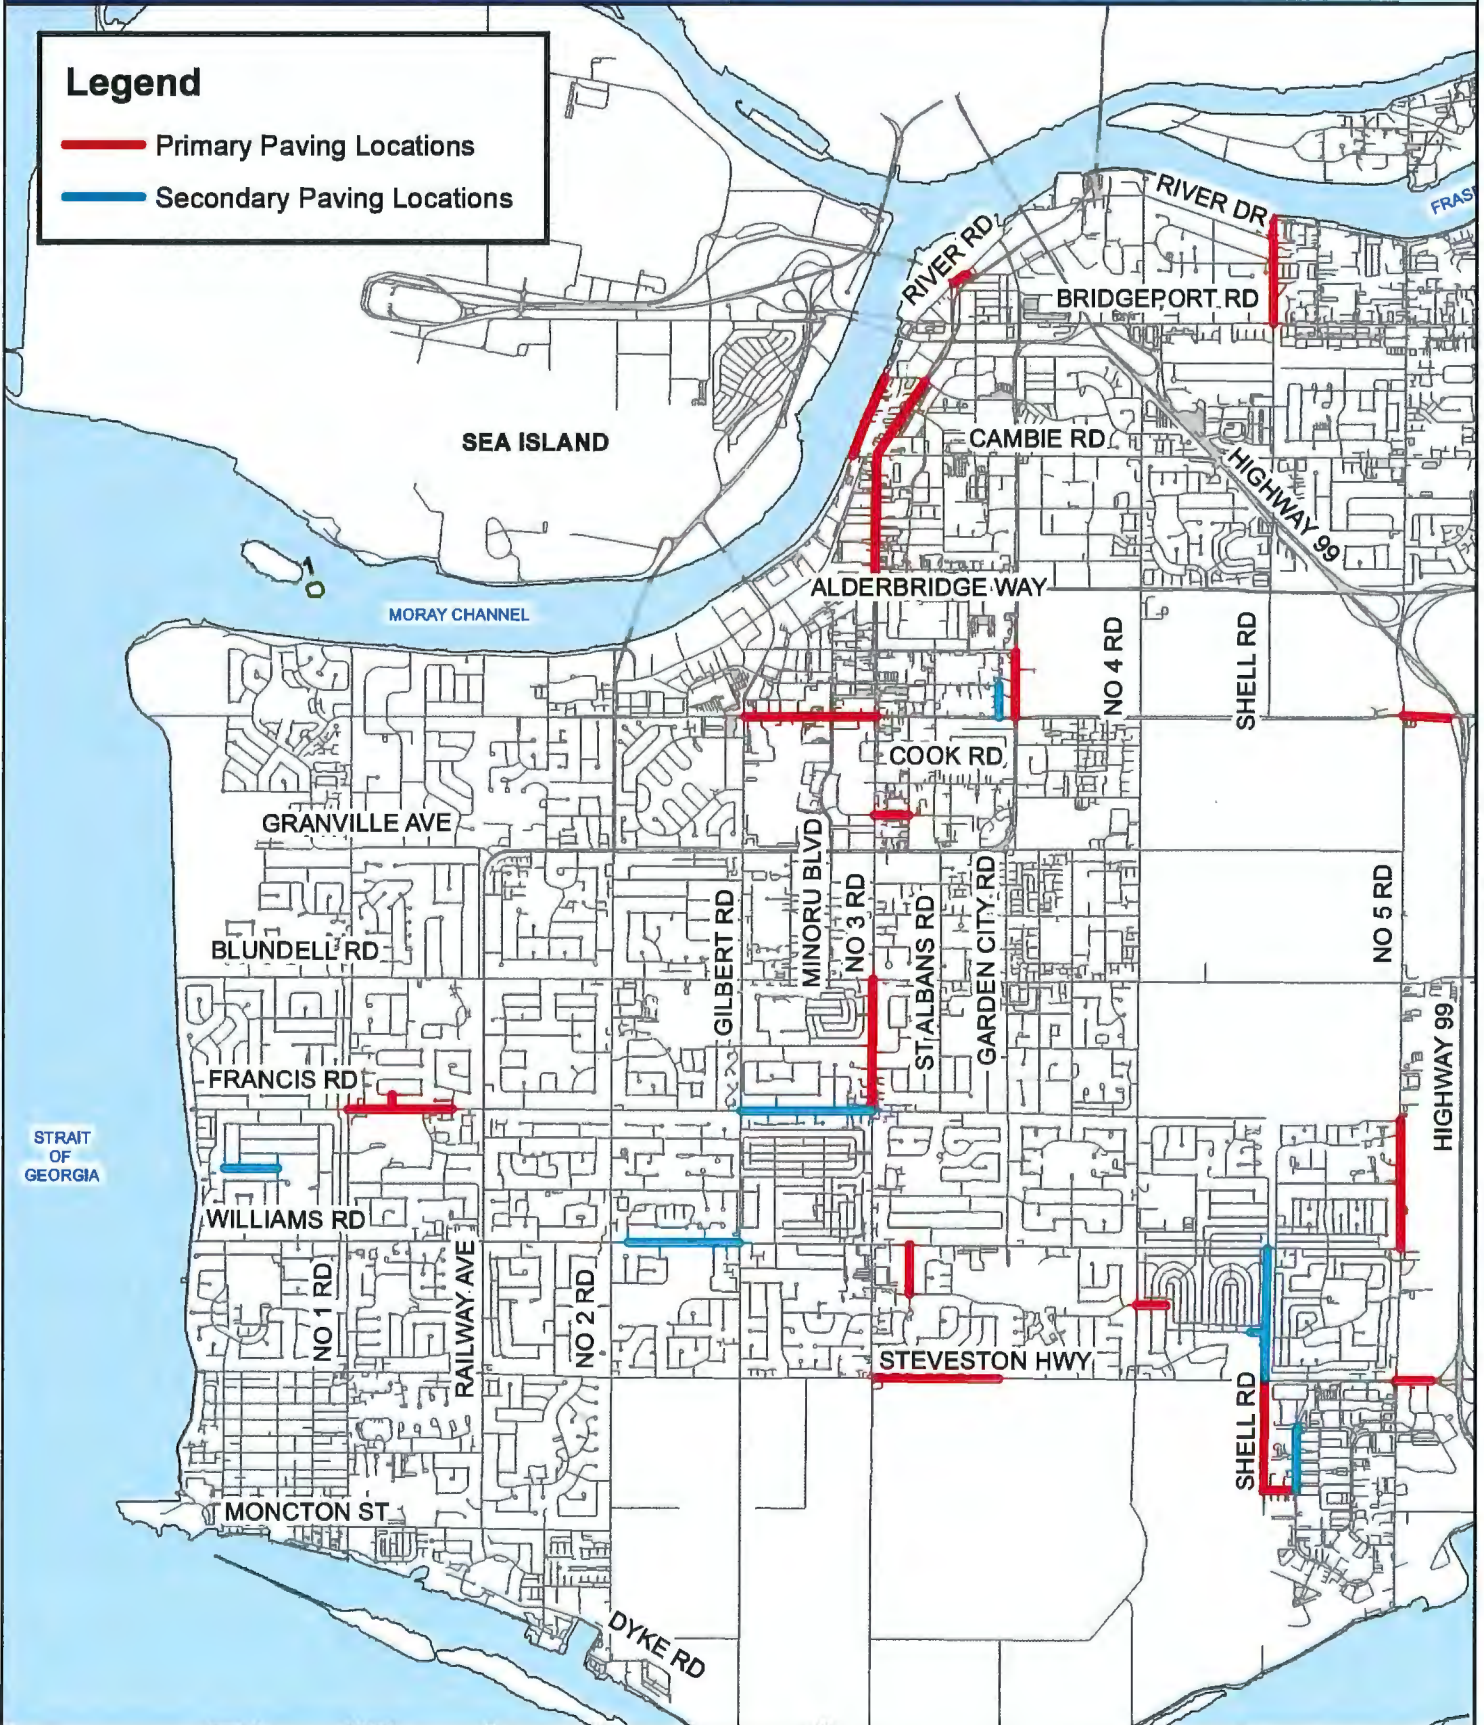 Legend
Primary Paving Locations
Secondary Paving Locations
RIVER DR
RIVER RD
BRIDGEPORT RD
SEA ISLAND
CAMBIE RD
HIGHWAY 99
ALDERBRIDGE WAY
MORAY CHANNEL
NO 4 RD
SHELL RD
COOK RD
GRANVILLE AVE
MINORU BLVD
NO 3 RD
GILBERT RD
ST ALBANS RD
GARDEN CITY RD
NO 5 RD
BLUNDELL RD
HIGHWAY 99
FRANCIS RD
STRAIT
OF
GEORGIA
WILLIAMS RD
NO 1 RD
RAILWAY AVE
NO 2 RD
STEVESTON HWY
SHELL RD
MONCTON ST
DYKE RD